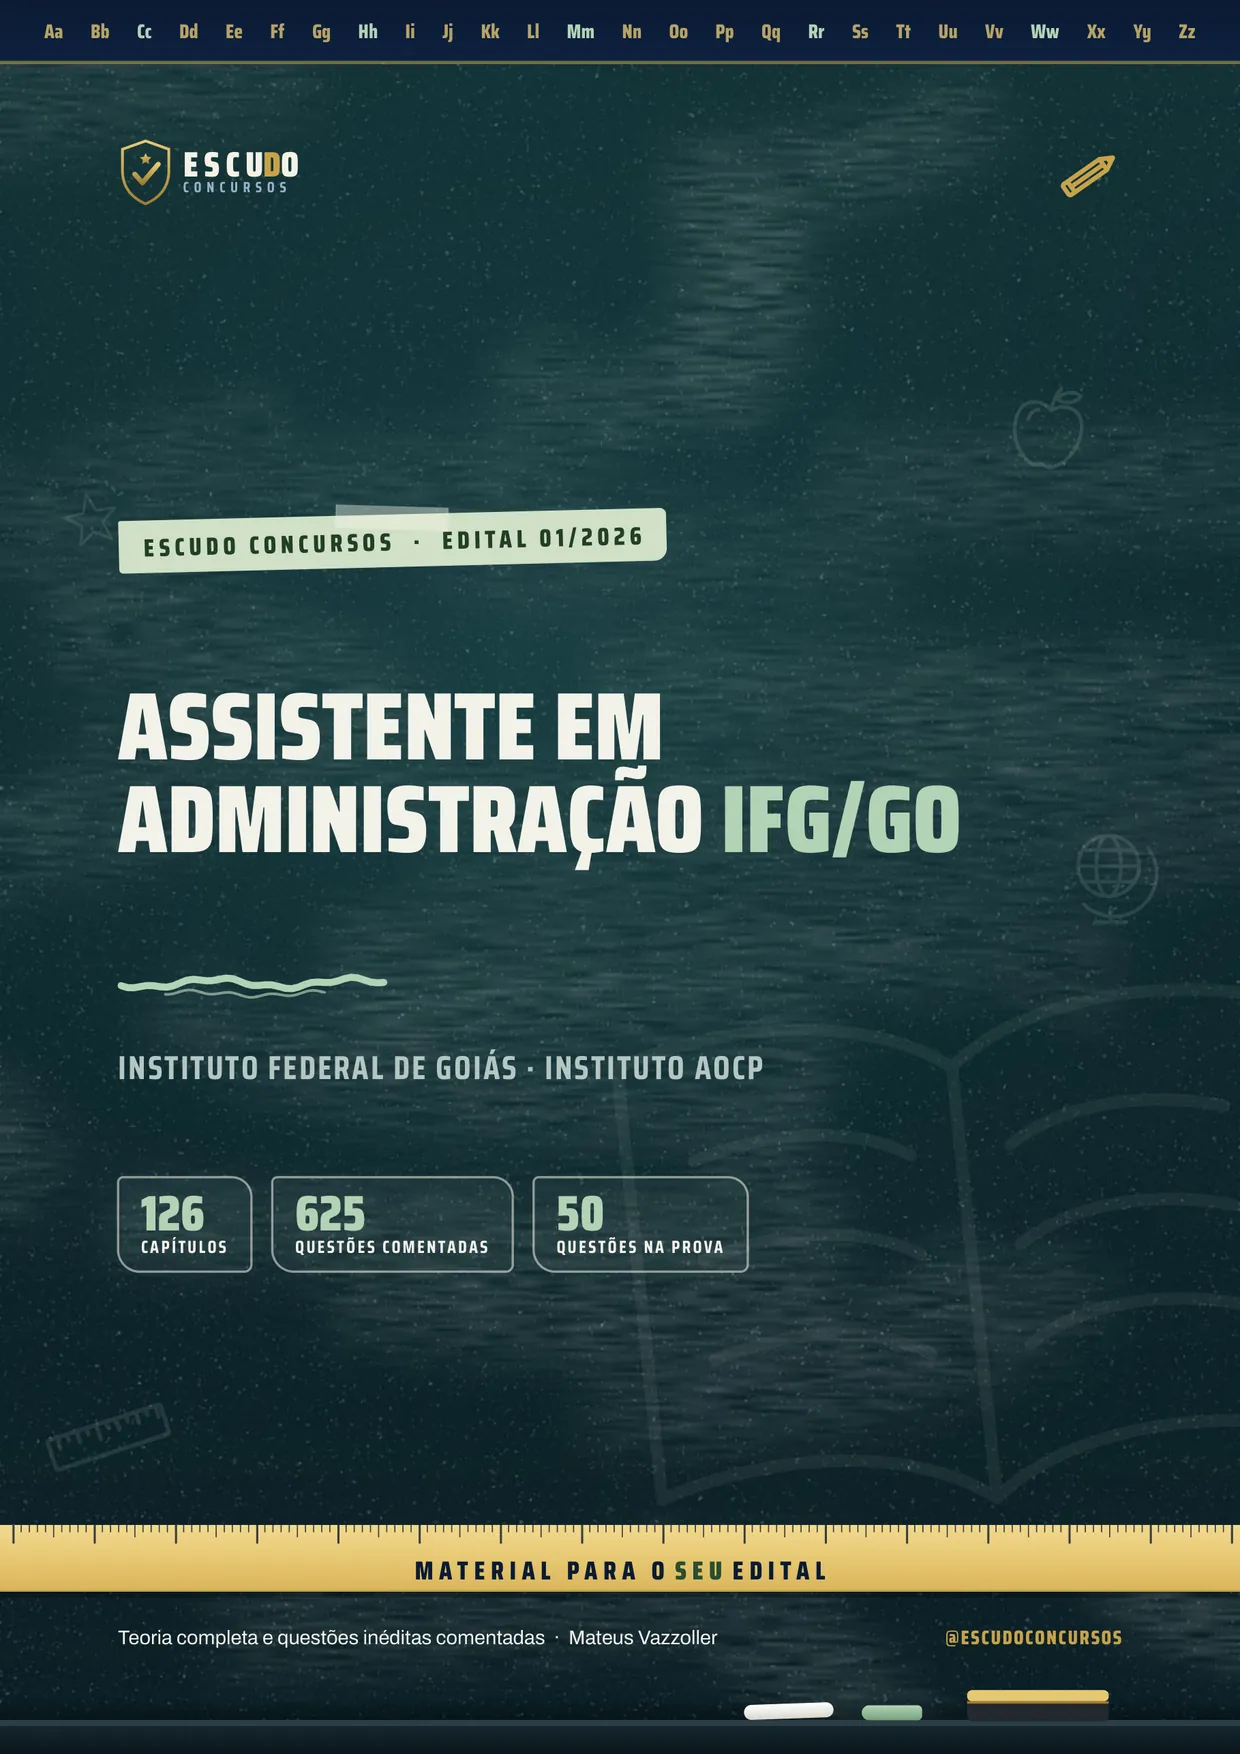 Aa Bb Cc Dd Ee Ff Gg Hh Ii Jj Kk Ll Mm Nn Oo Pp Qq Rr Ss Tt Uu Vv Ww Xx Yy Zz
ESCUDO
CONCURSOS
ESCUDO CONCURSOS · EDITAL 01/2026
ASSISTENTE EM
ADMINISTRAÇÃO IFG/GO
INSTITUTO FEDERAL DE GOIÁS · INSTITUTO AOCP
126
CAPÍTULOS
625
QUESTÕES COMENTADAS
50
QUESTÕES NA PROVA
MATERIAL PARA O SEU EDITAL
Teoria completa e questões inéditas comentadas · Mateus Vazzoller
@ESCUDOCONCURSOS